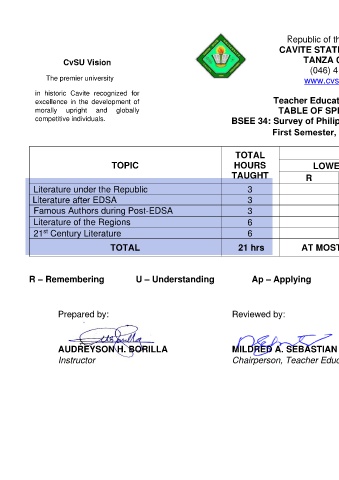 Republic of th
CAVITE STAT
TANZA C
(046) 4
www.cvs
CvSU Vision
The premier university
in historic Cavite recognized for
excellence in the development of
morally upright and globally
competitive individuals.
Teacher Educat
TABLE OF SPE
BSEE 34: Survey of Philip
First Semester,
TOPIC
TOTAL
HOURS
TAUGHT
LOWE
R
Literature under the Republic 3
Literature after EDSA 3
Famous Authors during Post-EDSA 3
Literature of the Regions 6
21st Century Literature 6
TOTAL 21 hrs AT MOST
R – Remembering U – Understanding Ap – Applying
Prepared by: Reviewed by:
AUDREYSON H. BORILLA MILDRED A. SEBASTIAN
Instructor Chairperson, Teacher Educ